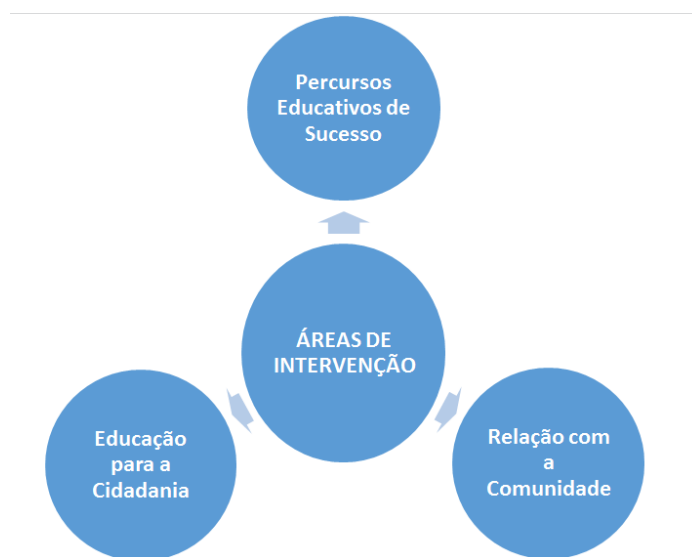 Percursos
Educativos de
Sucesso
ÁREAS DE
INTERVENÇÃO
Educação
para a
Cidadania
Relação com
a
Comunidade